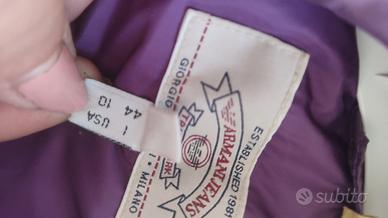 ARMANI JEANS
GIORGIO
ESTABLISHED 198
MILANO
USA 10
I 44
subito